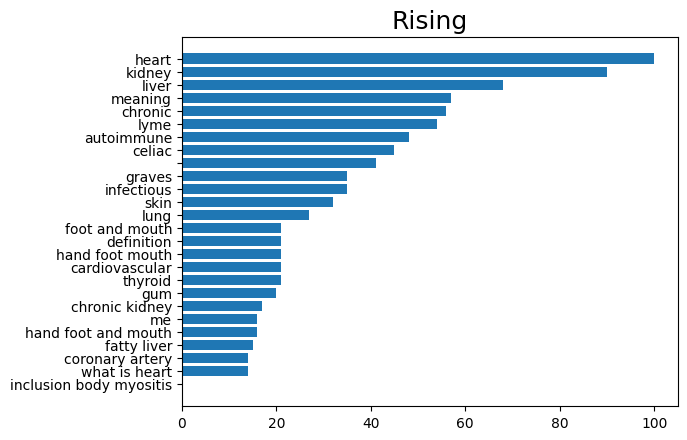 Rising
heart
kidney
liver
meaning
chronic
lyme
autoimmune
celiac
graves
infectious
skin
lung
foot and mouth
definition
hand foot mouth
cardiovascular
thyroid
gum
chronic kidney
me
hand foot and mouth
fatty liver
coronary artery
what is heart
inclusion body myositis
0 20 40 60 80 100